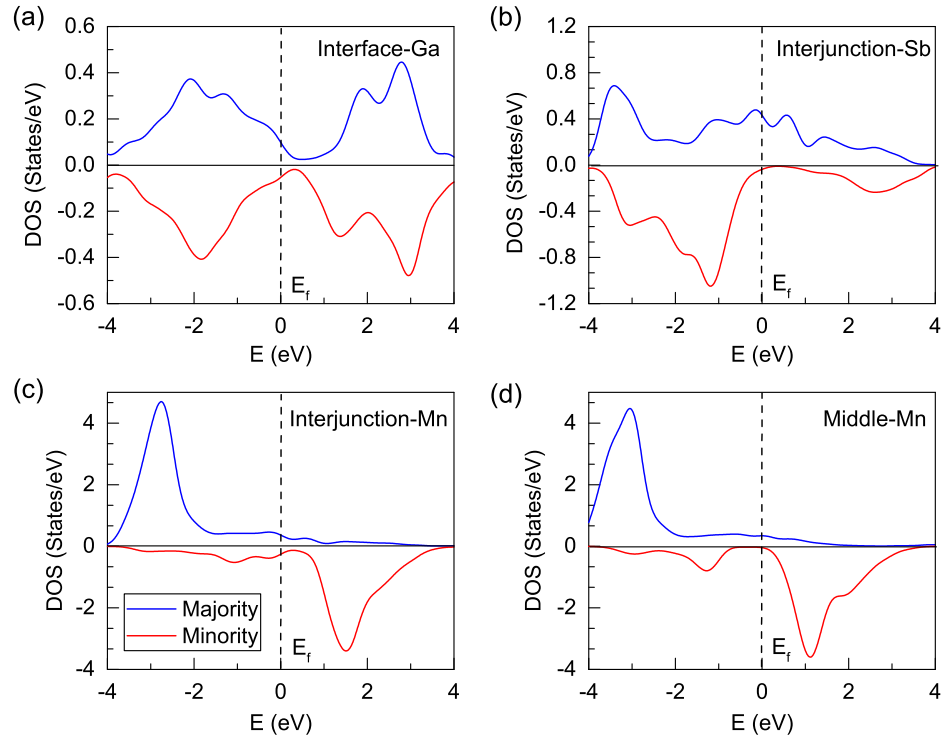 (a)
Interface-Ga
DOS (States/eV)
0.6
0.4
0.2
0.0
-0.2
-0.4
-0.6
E_f
-4 -2 0 2 4
E (eV)
(b)
Interjunction-Sb
DOS (States/eV)
1.2
0.8
0.4
0.0
-0.4
-0.8
-1.2
E_f
-4 -2 0 2 4
E (eV)
(c)
Interjunction-Mn
DOS (States/eV)
4
2
0
-2
-4
Majority
Minority
E_f
-4 -2 0 2 4
E (eV)
(d)
Middle-Mn
DOS (States/eV)
4
2
0
-2
-4
E_f
-4 -2 0 2 4
E (eV)